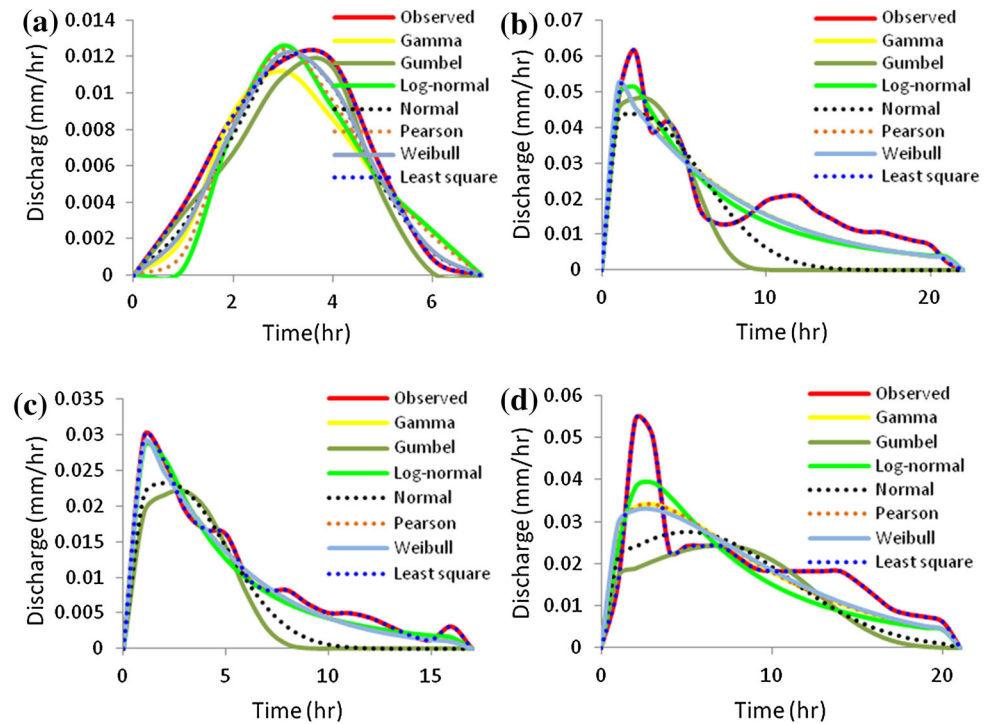 (a)
Discharg (mm/hr)
0.014
0.012
0.01
0.008
0.006
0.004
0.002
0
0 2 4 6
Time(hr)
Observed
Gamma
Gumbel
Log-normal
Normal
Pearson
Weibull
Least square
(b)
Discharge (mm/hr)
0.07
0.06
0.05
0.04
0.03
0.02
0.01
0
0 10 20
Time (hr)
Observed
Gamma
Gumbel
Log-normal
Normal
Pearson
Weibull
Least square
(c)
Discharge (mm/hr)
0.035
0.03
0.025
0.02
0.015
0.01
0.005
0
0 5 10 15
Time (hr)
Observed
Gamma
Gumbel
Log-normal
Normal
Pearson
Weibull
Least square
(d)
Discharge (mm/hr)
0.06
0.05
0.04
0.03
0.02
0.01
0
0 10 20
Time (hr)
Observed
Gamma
Gumbel
Log-normal
Normal
Pearson
Weibull
Least square